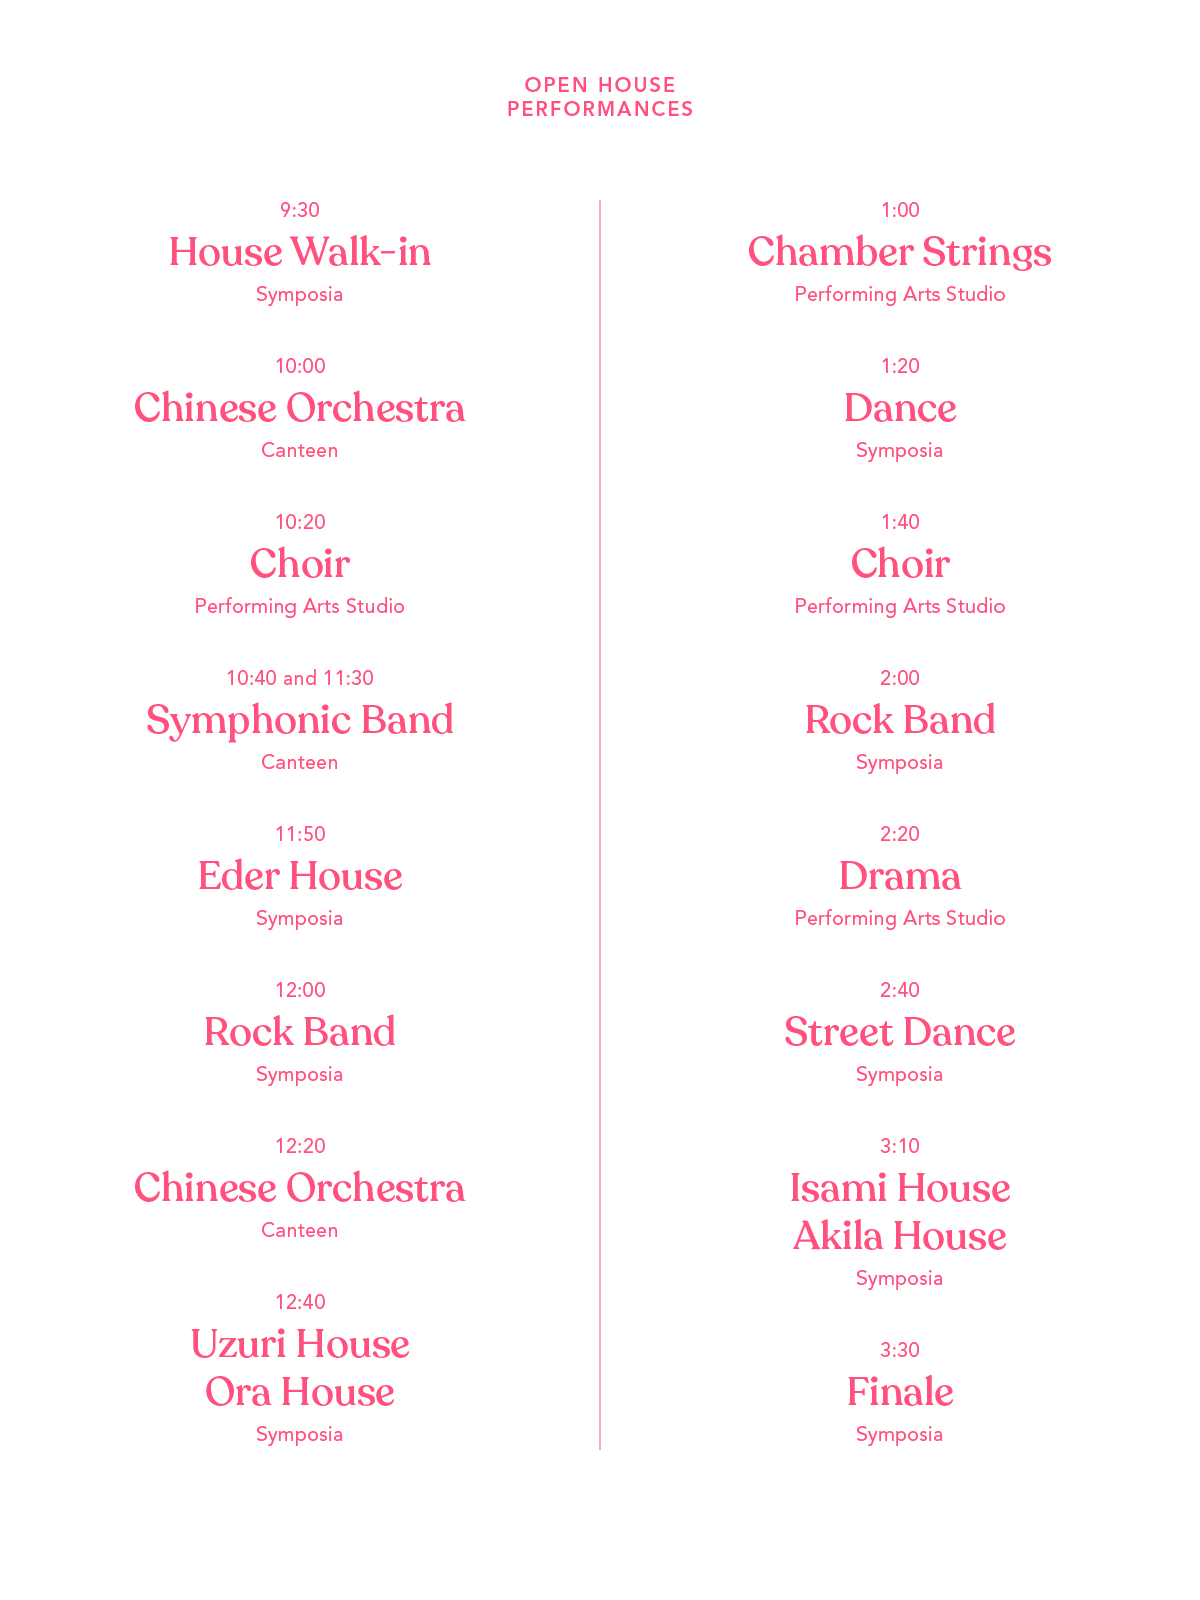 OPEN HOUSE
PERFORMANCES
9:30
House Walk-in
Symposia
10:00
Chinese Orchestra
Canteen
10:20
Choir
Performing Arts Studio
10:40 and 11:30
Symphonic Band
Canteen
11:50
Eder House
Symposia
12:00
Rock Band
Symposia
12:20
Chinese Orchestra
Canteen
12:40
Uzuri House
Ora House
Symposia
1:00
Chamber Strings
Performing Arts Studio
1:20
Dance
Symposia
1:40
Choir
Performing Arts Studio
2:00
Rock Band
Symposia
2:20
Drama
Performing Arts Studio
2:40
Street Dance
Symposia
3:10
Isami House
Akila House
Symposia
3:30
Finale
Symposia